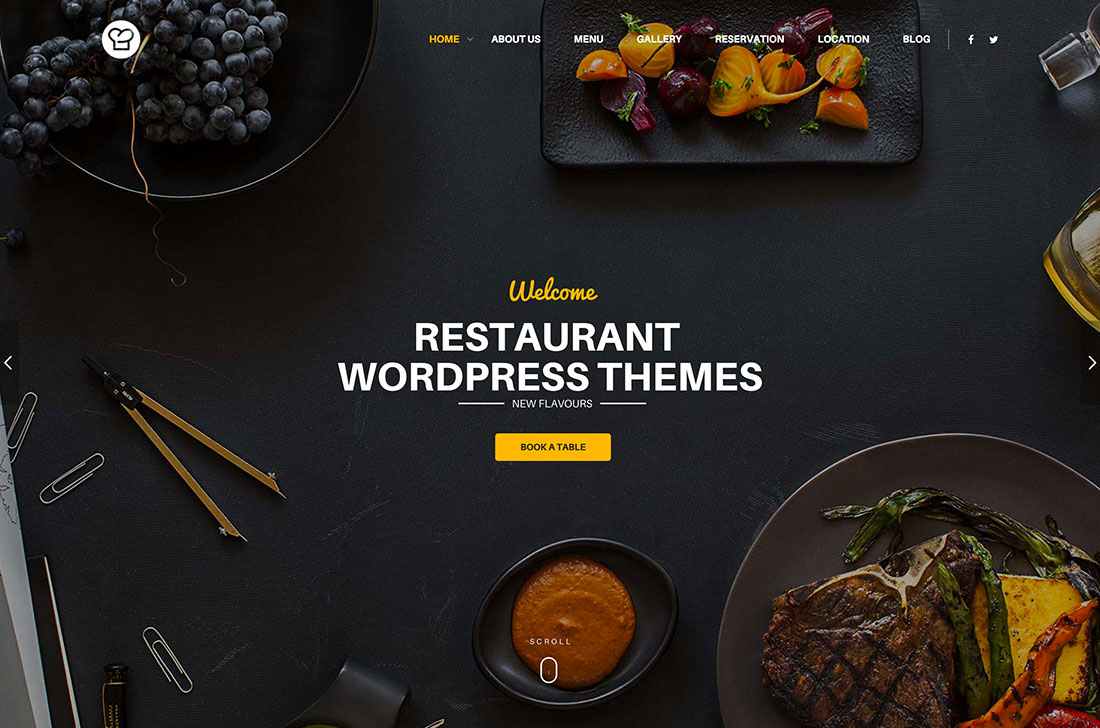 HOME
ABOUT US
MENU
GALLERY
RESERVATION
LOCATION
BLOG
Welcome
RESTAURANT
WORDPRESS THEMES
NEW FLAVOURS
BOOK A TABLE
SCROLL